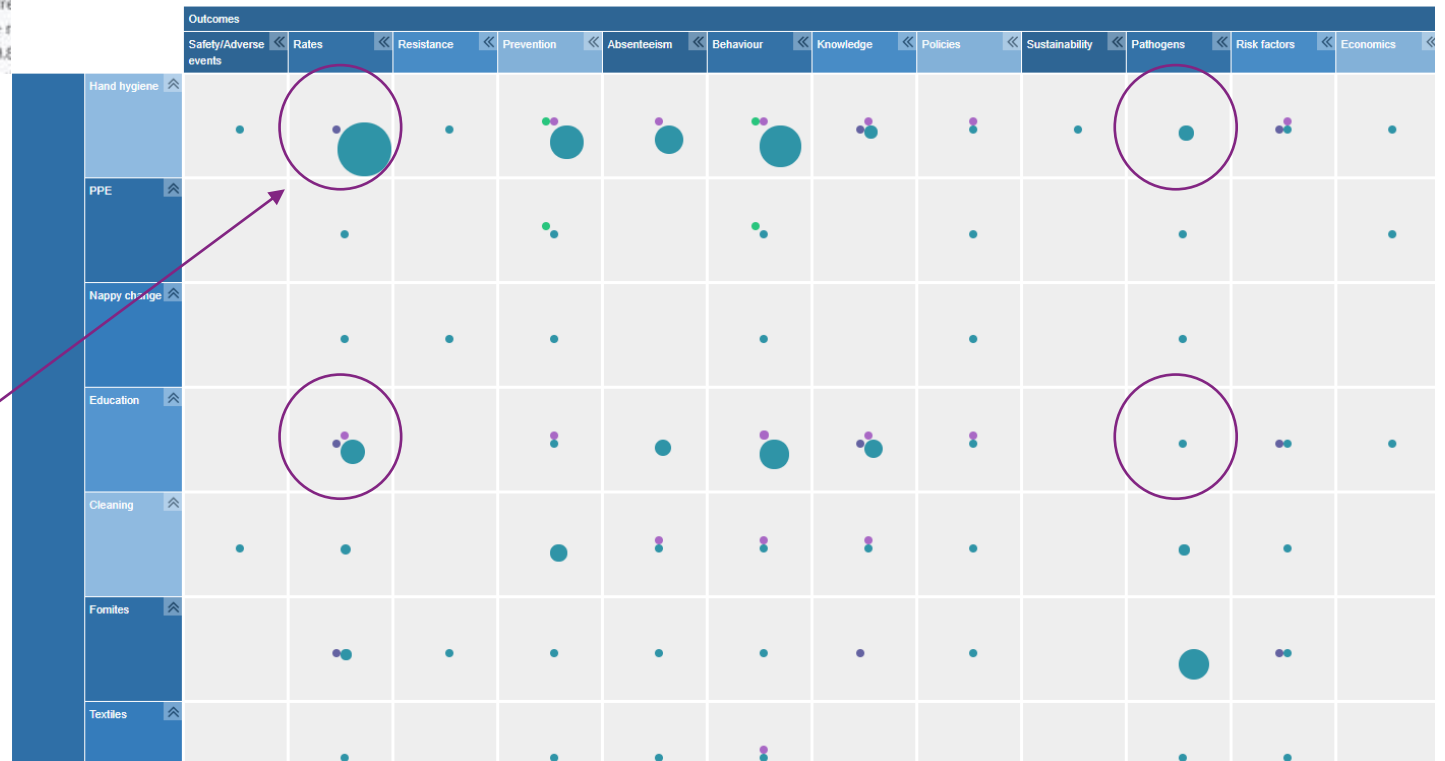 Outcomes
Safety/Adverse events
Rates
Resistance
Prevention
Absenteeism
Behaviour
Knowledge
Policies
Sustainability
Pathogens
Risk factors
Economics
Hand hygiene
PPE
Nappy change
Education
Cleaning
Fomites
Textiles